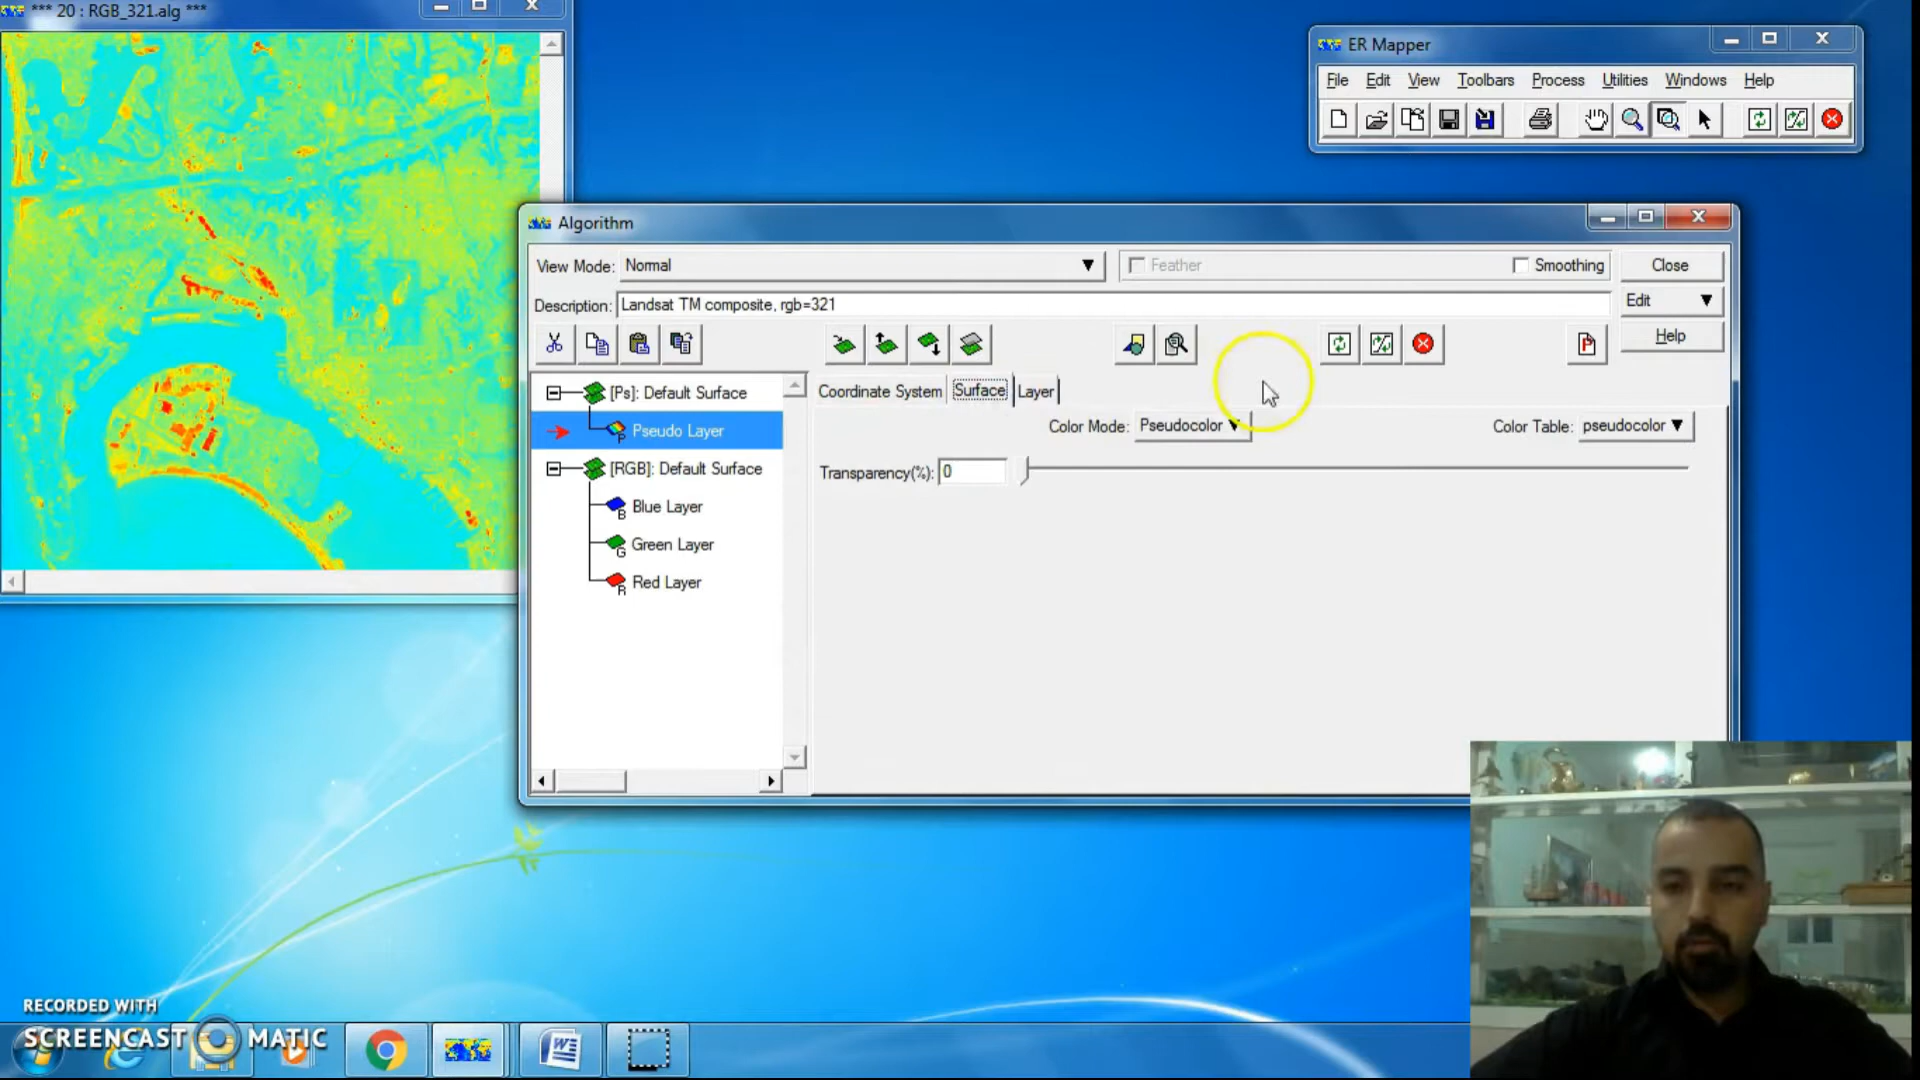 *** 20 : RGB_321.alg ***
ER Mapper
File Edit View Toolbars Process Utilities Windows Help
Algorithm
View Mode: Normal
Feather
Smoothing
Close
Description: Landsat TM composite, rgb=321
Edit
Help
[Ps]: Default Surface
Pseudo Layer
[RGB]: Default Surface
Blue Layer
Green Layer
Red Layer
Coordinate System
Surface
Layer
Color Mode: Pseudocolor
Color Table: pseudocolor
Transparency(%): 0
RECORDED WITH
SCREENCAST MATIC